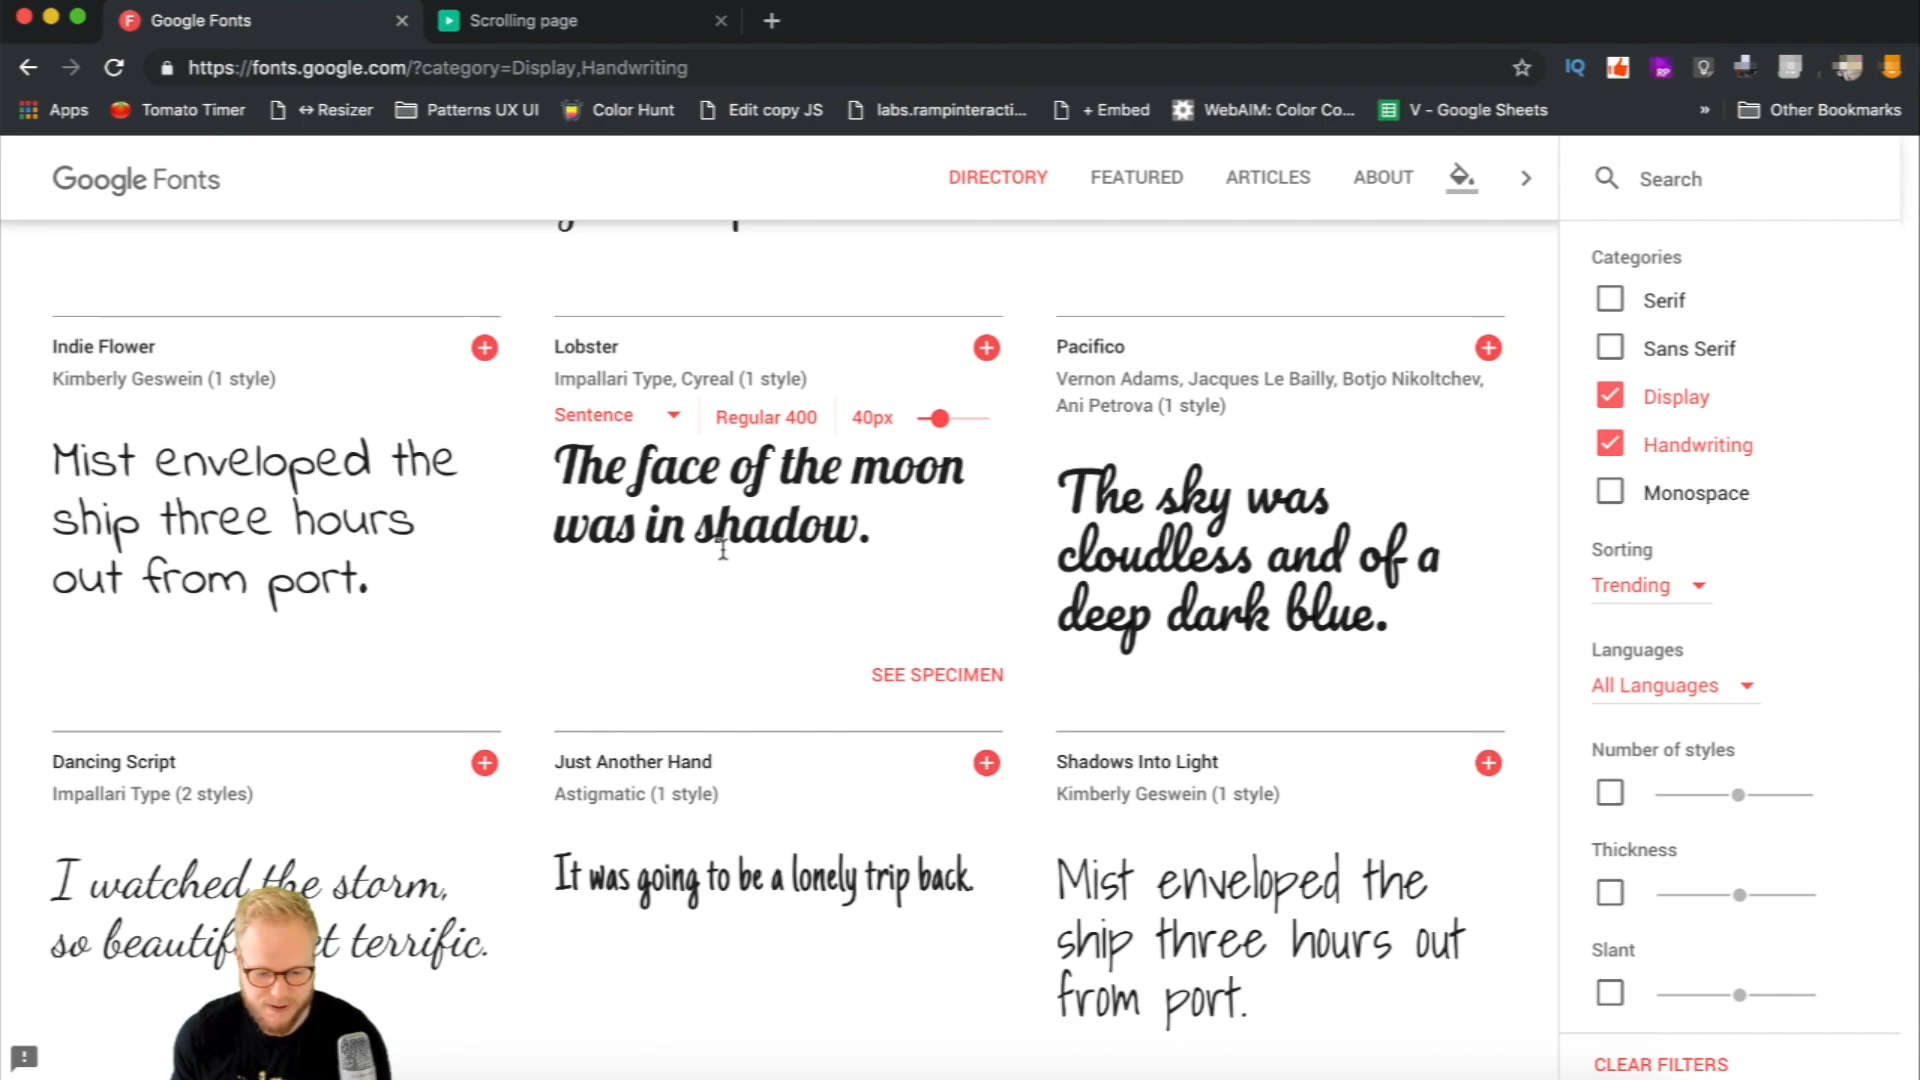 Google Fonts
Scrolling page
https://fonts.google.com/?category=Display,Handwriting
IQ
RP
Apps
Tomato Timer
↔Resizer
Patterns UX UI
Color Hunt
Edit copy JS
labs.rampinteracti...
+ Embed
WebAIM: Color Co...
V - Google Sheets
»
Other Bookmarks
Google Fonts
DIRECTORY
FEATURED
ARTICLES
ABOUT
Search
Indie Flower
Kimberly Geswein (1 style)
Mist enveloped the
ship three hours
out from port.
Lobster
Impallari Type, Cyreal (1 style)
Sentence
Regular 400
40px
The face of the moon
was in shadow.
SEE SPECIMEN
Pacifico
Vernon Adams, Jacques Le Bailly, Botjo Nikoltchev,
Ani Petrova (1 style)
The sky was
cloudless and of a
deep dark blue.
Dancing Script
Impallari Type (2 styles)
I watched the storm,
so terrific.
Just Another Hand
Astigmatic (1 style)
It was going to be a lonely trip back.
Shadows Into Light
Kimberly Geswein (1 style)
Mist enveloped the
ship three hours out
from port.
Categories
Serif
Sans Serif
Display
Handwriting
Monospace
Sorting
Trending
Languages
All Languages
Number of styles
Thickness
Slant
CLEAR FILTERS